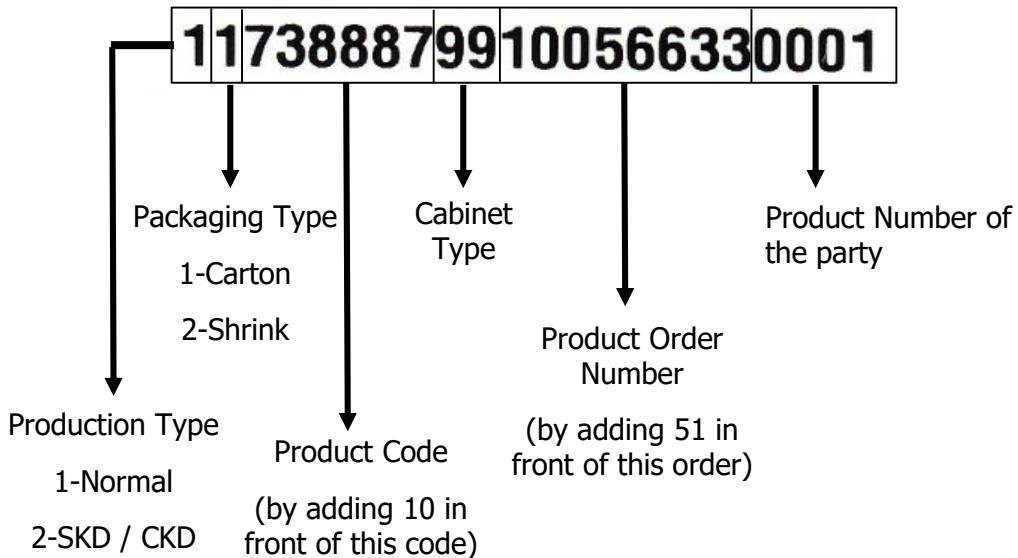 1173888799100566330001
Packaging Type
1-Carton
2-Shrink
Cabinet
Type
Product Number of
the party
Product Order
Number
(by adding 51 in
front of this order)
Production Type
1-Normal
2-SKD / CKD
Product Code
(by adding 10 in
front of this code)